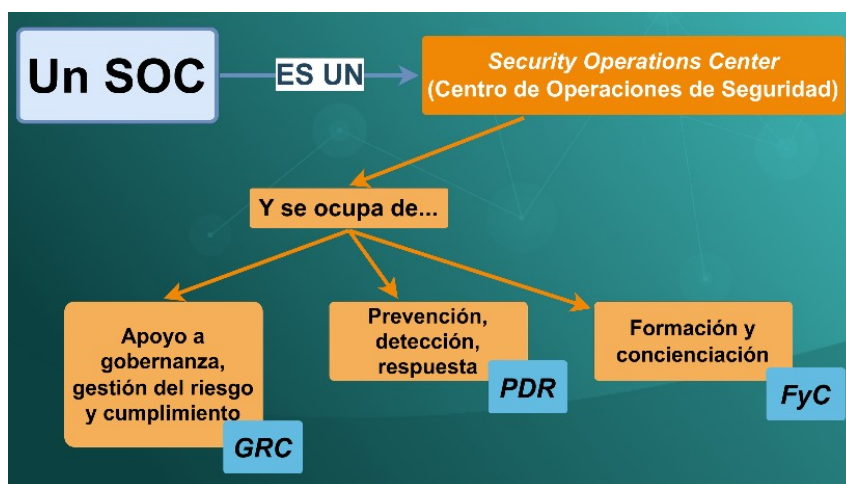 Un SOC
ES UN
Security Operations Center
(Centro de Operaciones de Seguridad)
Y se ocupa de...
Apoyo a
gobernanza,
gestión del riesgo
y cumplimiento
GRC
Prevención,
detección,
respuesta
PDR
Formación y
concienciación
FyC